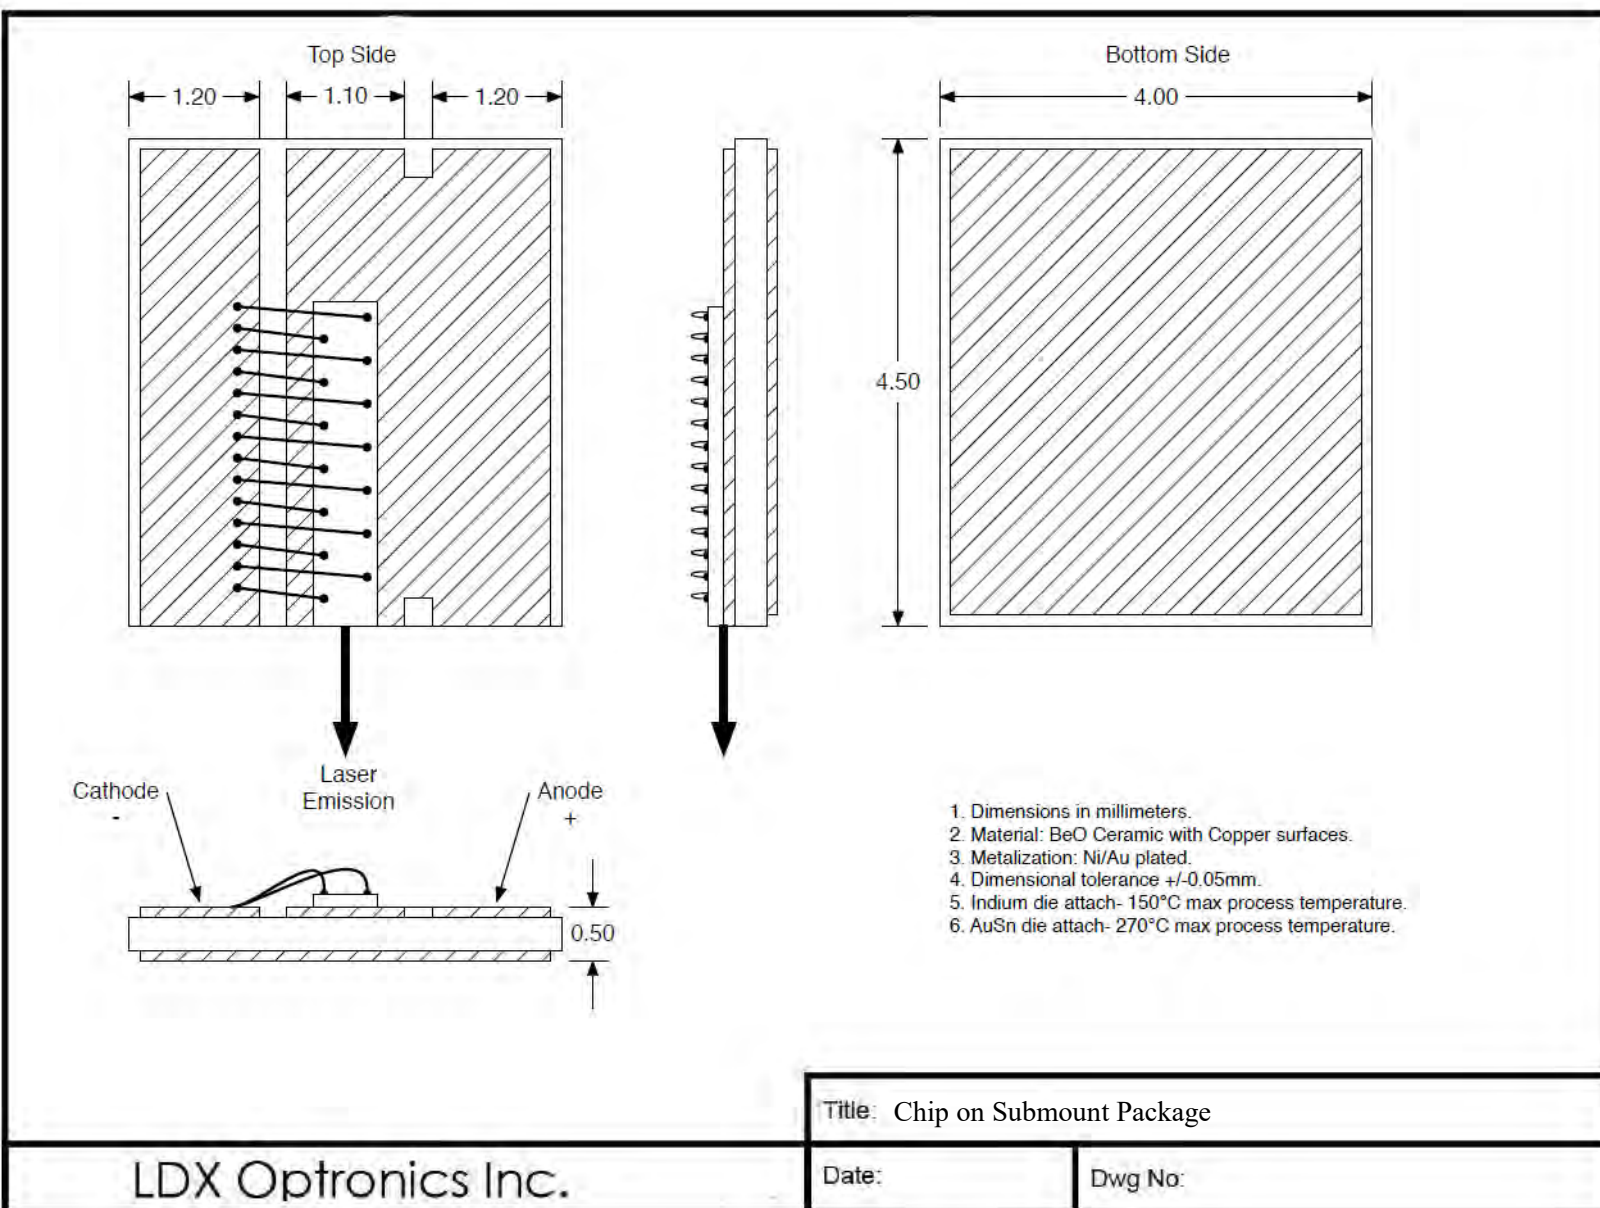 Top Side
Bottom Side
1.20
1.10
1.20
4.00
4.50
Laser
Emission
Cathode
-
Anode
+
0.50
1. Dimensions in millimeters.
2. Material: BeO Ceramic with Copper surfaces.
3. Metalization: Ni/Au plated.
4. Dimensional tolerance +/-0.05mm.
5. Indium die attach- 150°C max process temperature.
6. AuSn die attach- 270°C max process temperature.
Title: Chip on Submount Package
LDX Optronics Inc.
Date:
Dwg No: